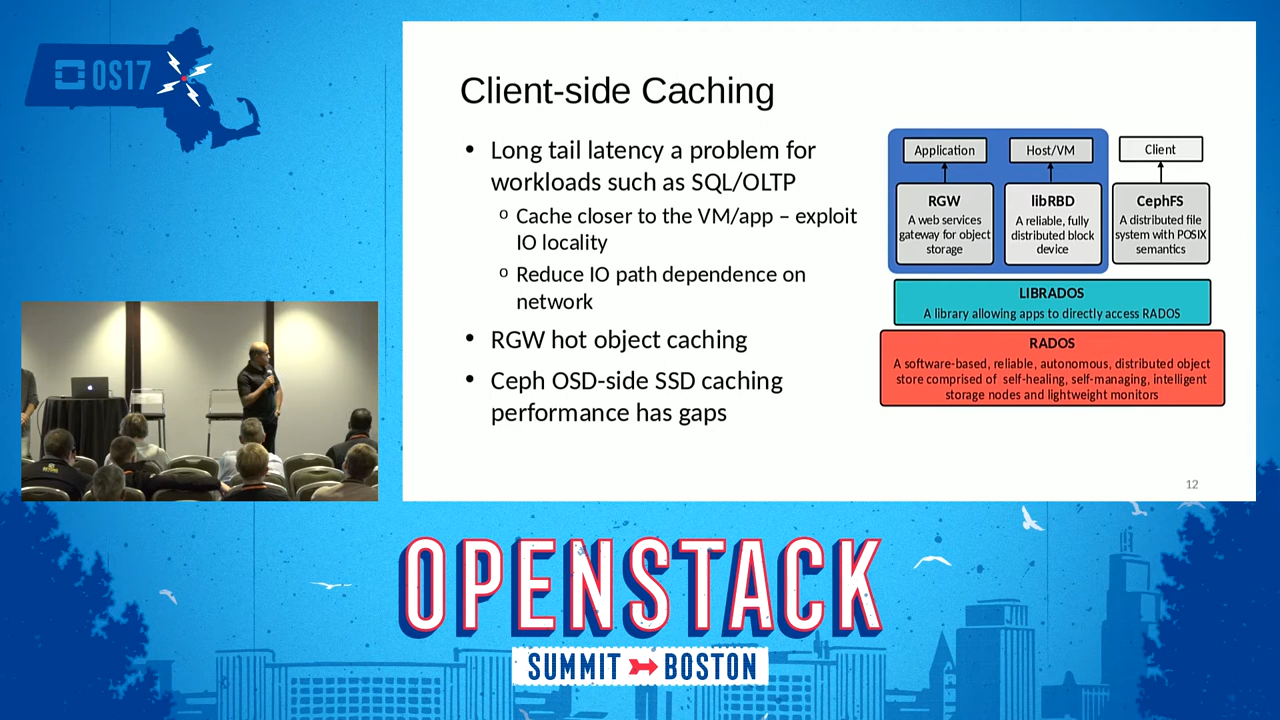 OS17
Client-side Caching
• Long tail latency a problem for
workloads such as SQL/OLTP
o Cache closer to the VM/app – exploit
IO locality
o Reduce IO path dependence on
network
• RGW hot object caching
• Ceph OSD-side SSD caching
performance has gaps
Application
Host/VM
Client
RGW
A web services
gateway for object
storage
libRBD
A reliable, fully
distributed block
device
CephFS
A distributed file
system with POSIX
semantics
LIBRADOS
A library allowing apps to directly access RADOS
RADOS
A software-based, reliable, autonomous, distributed object
store comprised of self-healing, self-managing, intelligent
storage nodes and lightweight monitors
12
OPENSTACK
SUMMIT BOSTON